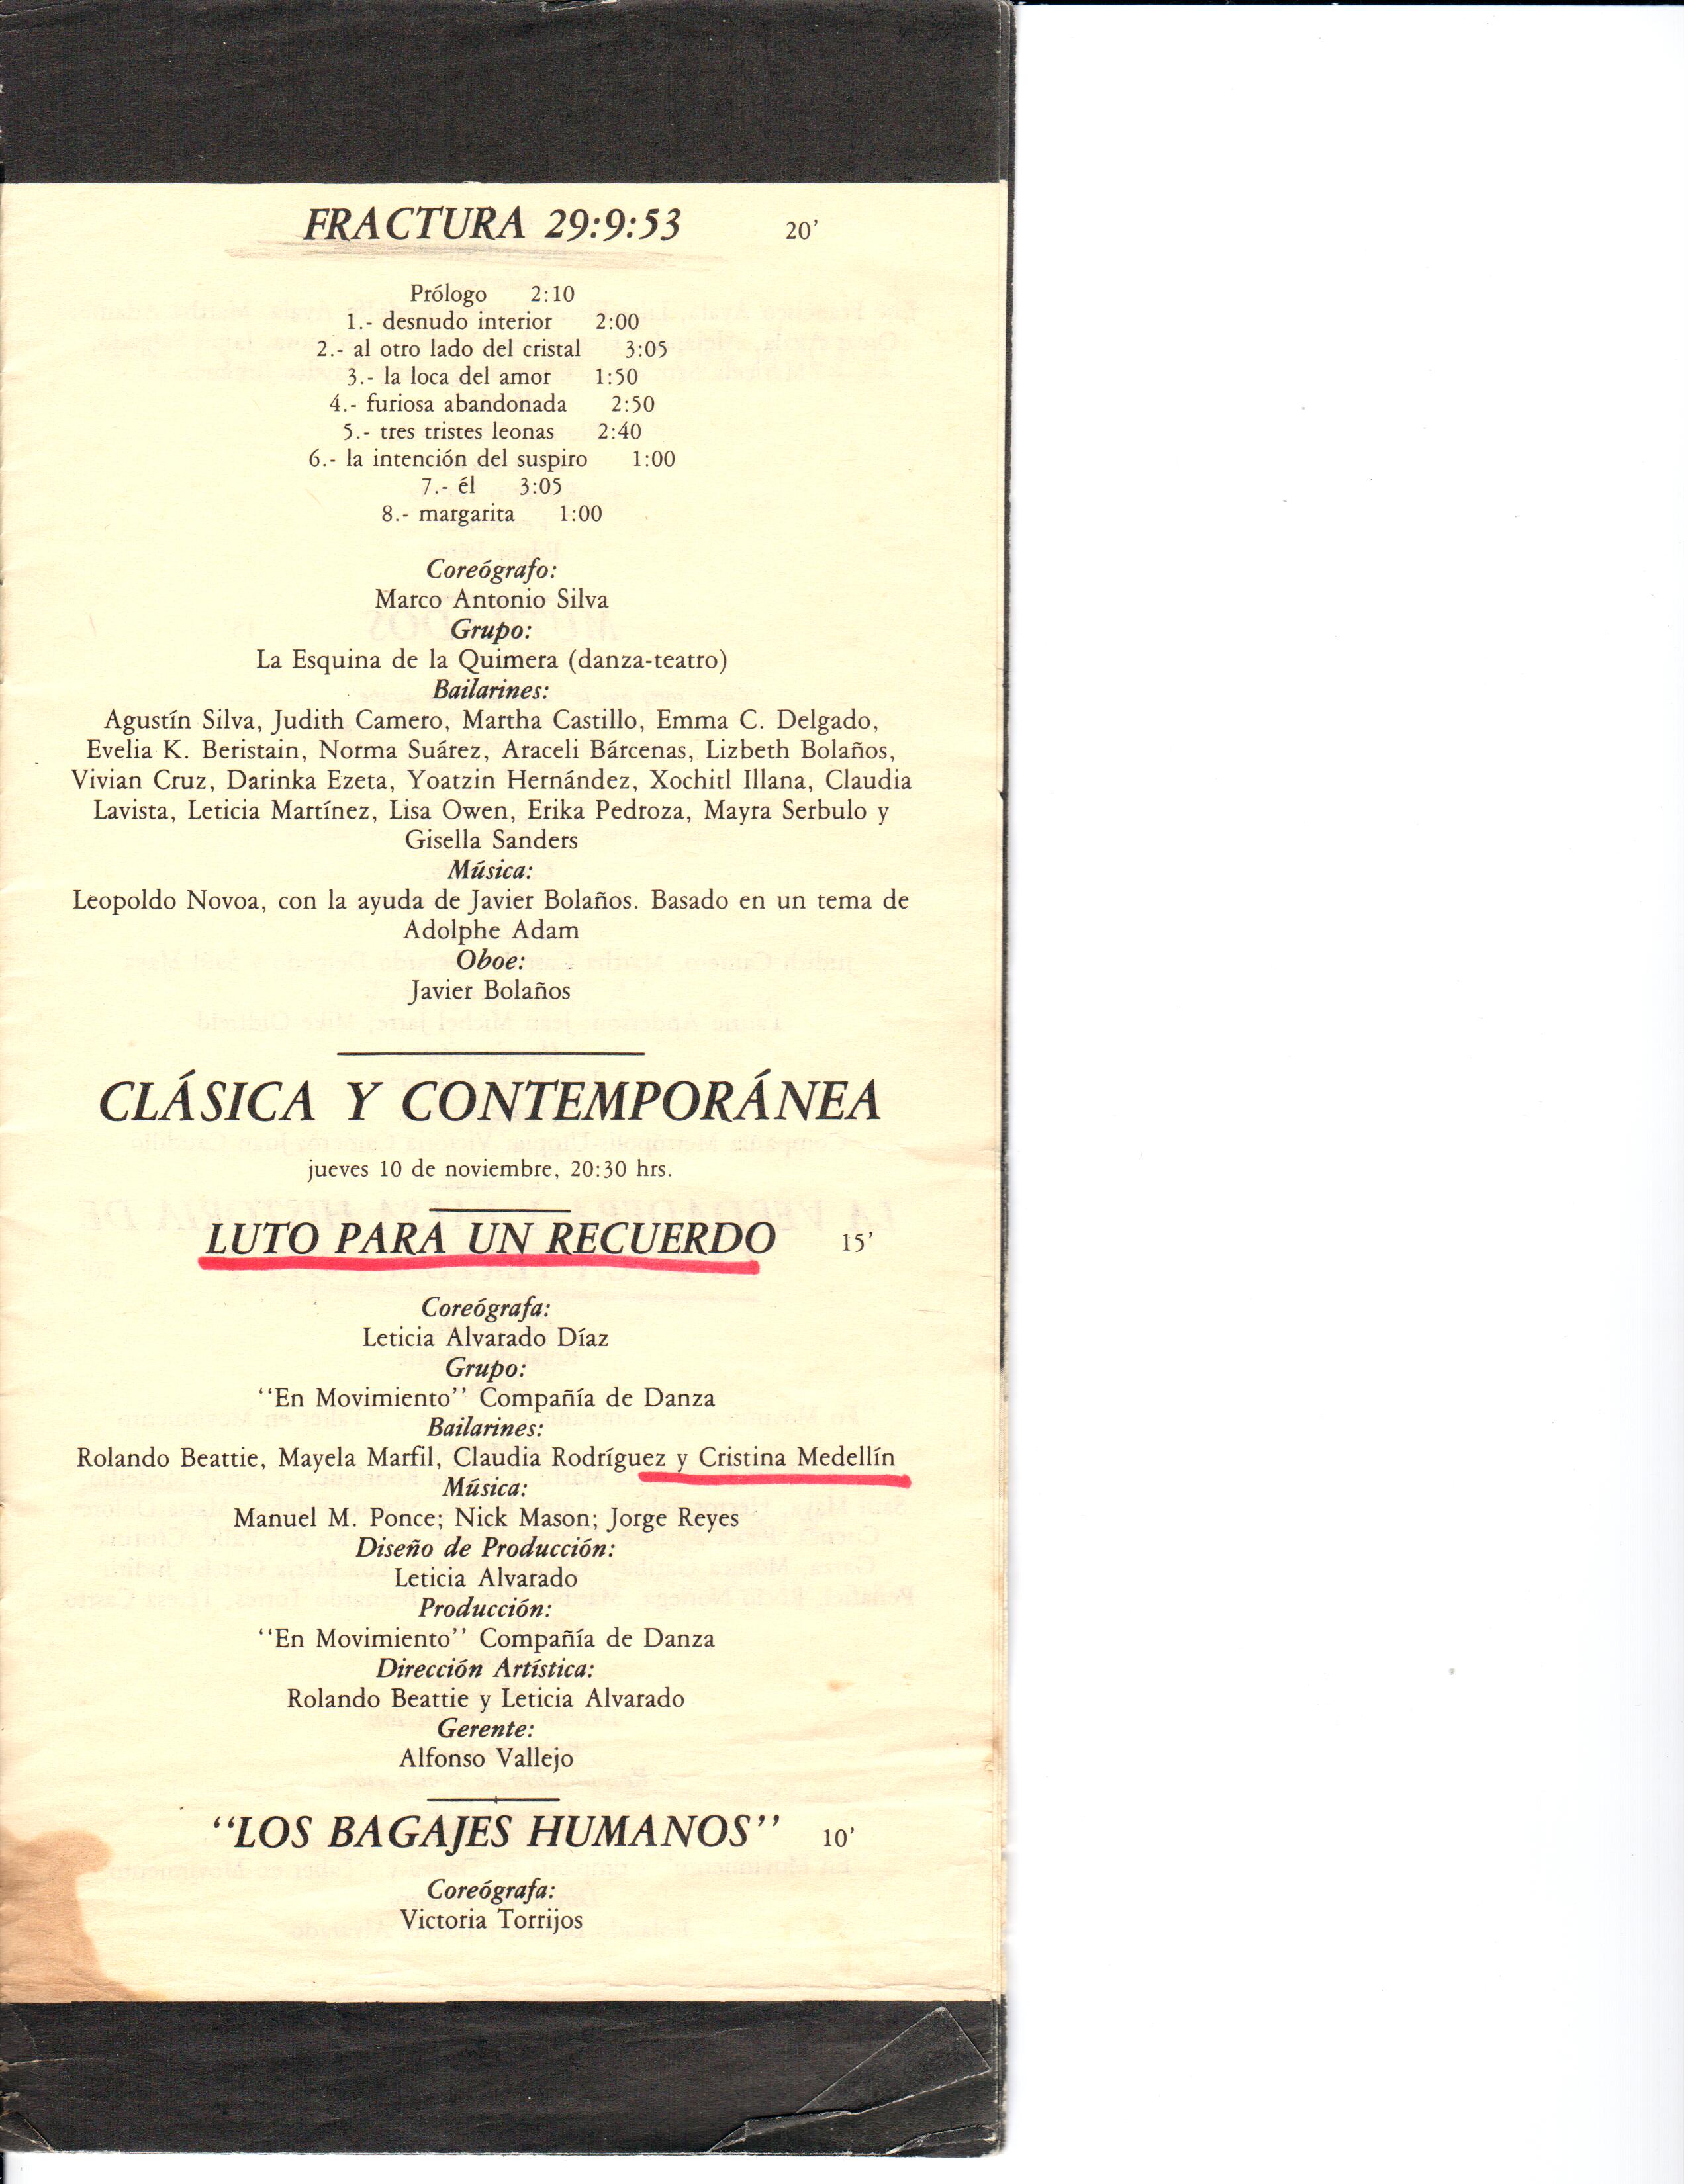 FRACTURA 29:9:53 20'
Prólogo 2:10
1.- desnudo interior 2:00
2.- al otro lado del cristal 3:05
3.- la loca del amor 1:50
4.- furiosa abandonada 2:50
5.- tres tristes leonas 2:40
6.- la intención del suspiro 1:00
7.- él 3:05
8.- margarita 1:00
Coreógrafo:
Marco Antonio Silva
Grupo:
La Esquina de la Quimera (danza-teatro)
Bailarines:
Agustín Silva, Judith Camero, Martha Castillo, Emma C. Delgado,
Evelia K. Beristain, Norma Suárez, Araceli Bárcenas, Lizbeth Bolaños,
Vivian Cruz, Darinka Ezeta, Yoatzin Hernández, Xochitl Illana, Claudia
Lavista, Leticia Martínez, Lisa Owen, Erika Pedroza, Mayra Serbulo y
Gisella Sanders
Música:
Leopoldo Novoa, con la ayuda de Javier Bolaños. Basado en un tema de
Adolphe Adam
Oboe:
Javier Bolaños
CLÁSICA Y CONTEMPORÁNEA
jueves 10 de noviembre, 20:30 hrs.
LUTO PARA UN RECUERDO 15'
Coreógrafa:
Leticia Alvarado Díaz
Grupo:
‘‘En Movimiento’’ Compañía de Danza
Bailarines:
Rolando Beattie, Mayela Marfil, Claudia Rodríguez y Cristina Medellín
Música:
Manuel M. Ponce; Nick Mason; Jorge Reyes
Diseño de Producción:
Leticia Alvarado
Producción:
‘‘En Movimiento’’ Compañía de Danza
Dirección Artística:
Rolando Beattie y Leticia Alvarado
Gerente:
Alfonso Vallejo
‘‘LOS BAGAJES HUMANOS’’ 10'
Coreógrafa:
Victoria Torrijos